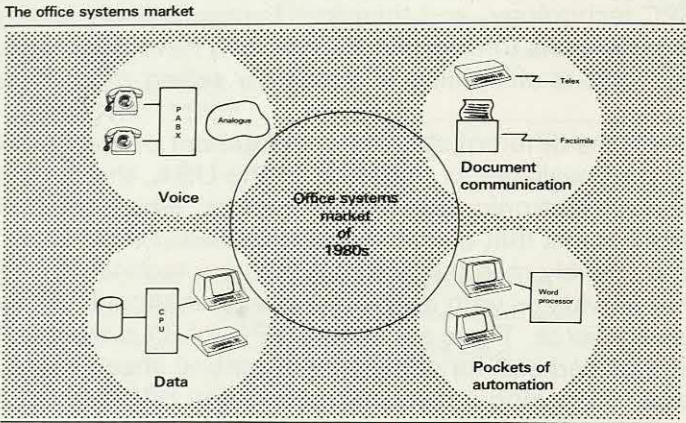 The office systems market
P
A
B
X
Analogue
Voice
Telex
Facsimile
Document
communication
Office systems
market
of
1980s
C
P
U
Data
Word
processor
Pockets of
automation